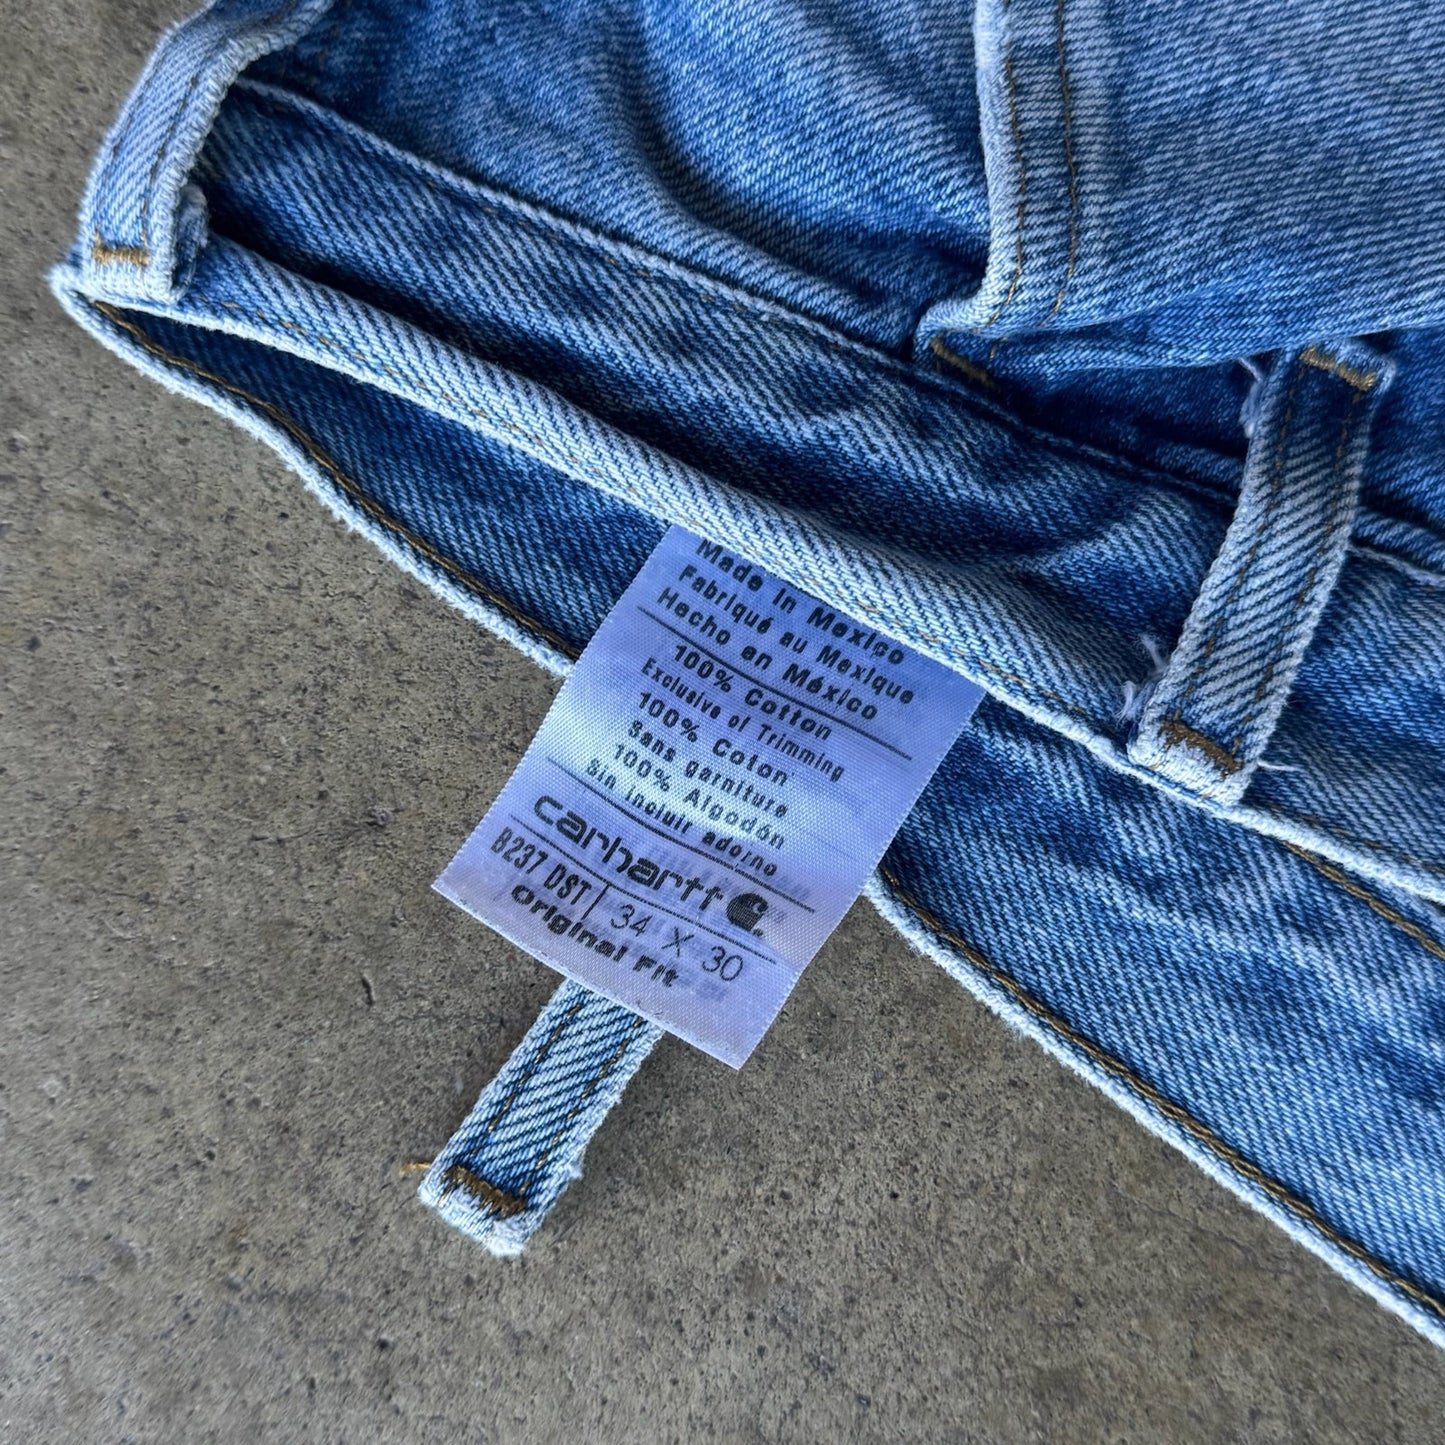 Made in Mexico
Fabriqué au Mexique
Hecho en México
100% Cotton
Exclusive of Trimming
100% Coton
Sans garniture
100% Algodón
Sin incluir adorno
carhartt
B237 DST 34 X 30
Original Fit